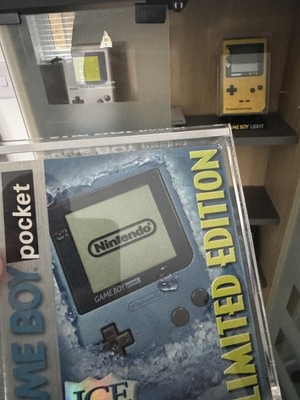 GAME BOY LIGHT
GAME BOY pocket
Nintendo
GAME BOY pocket
LIMITED EDITION
ICE